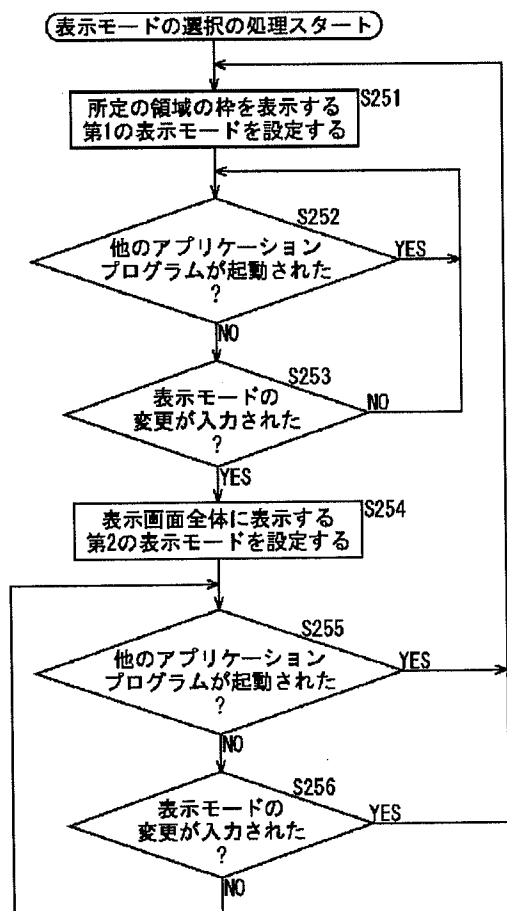 表示モードの選択の処理スタート
S251
所定の領域の枠を表示する
第1の表示モードを設定する
S252
他のアプリケーション
プログラムが起動された
?
YES
NO
S253
表示モードの
変更が入力された
?
NO
YES
S254
表示画面全体に表示する
第2の表示モードを設定する
S255
他のアプリケーション
プログラムが起動された
?
YES
NO
S256
表示モードの
変更が入力された
?
YES
NO